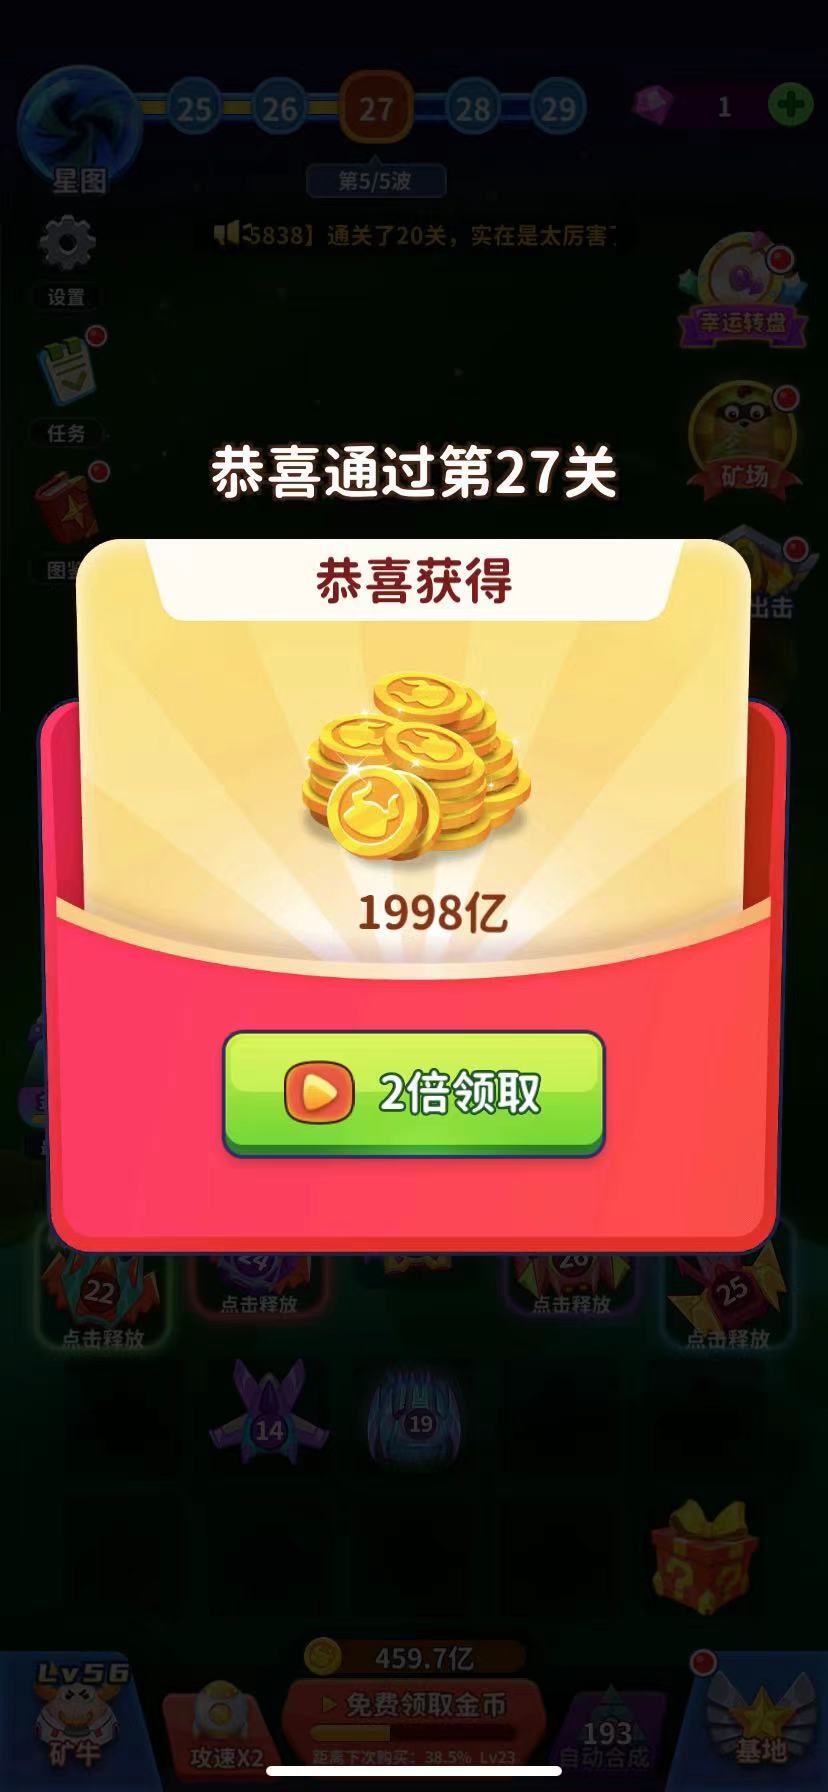 25
26
27
28
29
1
星图
第5/5波
5838】通关了20关，实在是太厉害
设置
幸运转盘
任务
矿场
恭喜通过第27关
图鉴
出击
恭喜获得
1998亿
2倍领取
22
24
26
25
点击释放
点击释放
点击释放
点击释放
14
19
459.7亿
Lv56
矿牛
攻速X2
免费领取金币
距离下次购买：38.5% Lv23
193
自动合成
基地